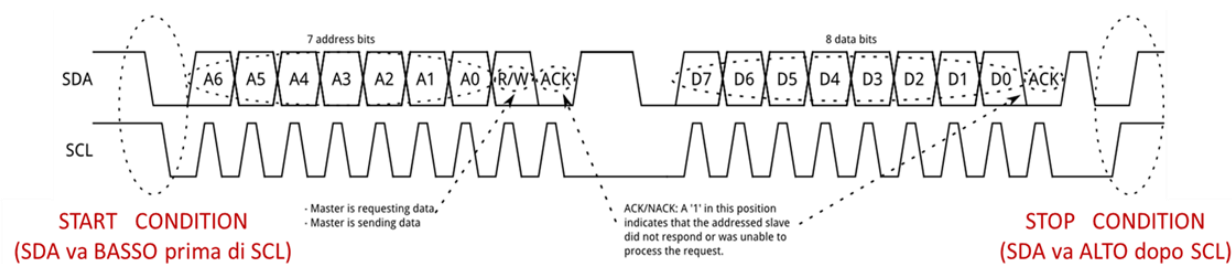 7 address bits
8 data bits
SDA
A6 A5 A4 A3 A2 A1 A0 R/W ACK
D7 D6 D5 D4 D3 D2 D1 D0 ACK
SCL
- Master is requesting data
- Master is sending data
ACK/NACK: A '1' in this position
indicates that the addressed slave
did not respond or was unable to
process the request.
START CONDITION
(SDA va BASSO prima di SCL)
STOP CONDITION
(SDA va ALTO dopo SCL)